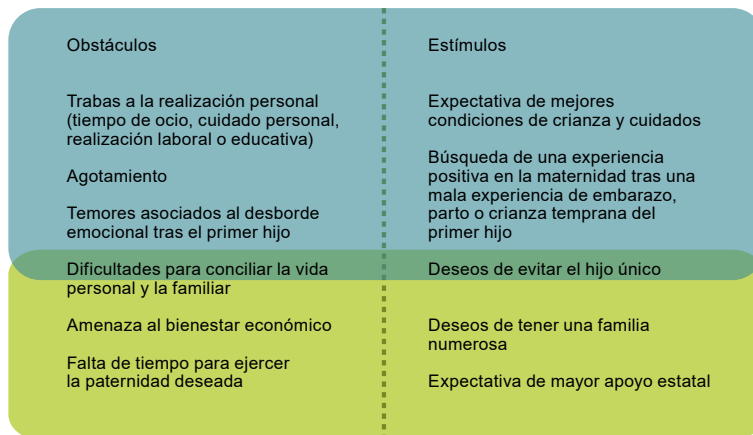 Obstáculos
Trabas a la realización personal
(tiempo de ocio, cuidado personal,
realización laboral o educativa)
Agotamiento
Temores asociados al desborde
emocional tras el primer hijo
Dificultades para conciliar la vida
personal y la familiar
Amenaza al bienestar económico
Falta de tiempo para ejercer
la paternidad deseada
Estímulos
Expectativa de mejores
condiciones de crianza y cuidados
Búsqueda de una experiencia
positiva en la maternidad tras una
mala experiencia de embarazo,
parto o crianza temprana del
primer hijo
Deseos de evitar el hijo único
Deseos de tener una familia
numerosa
Expectativa de mayor apoyo estatal